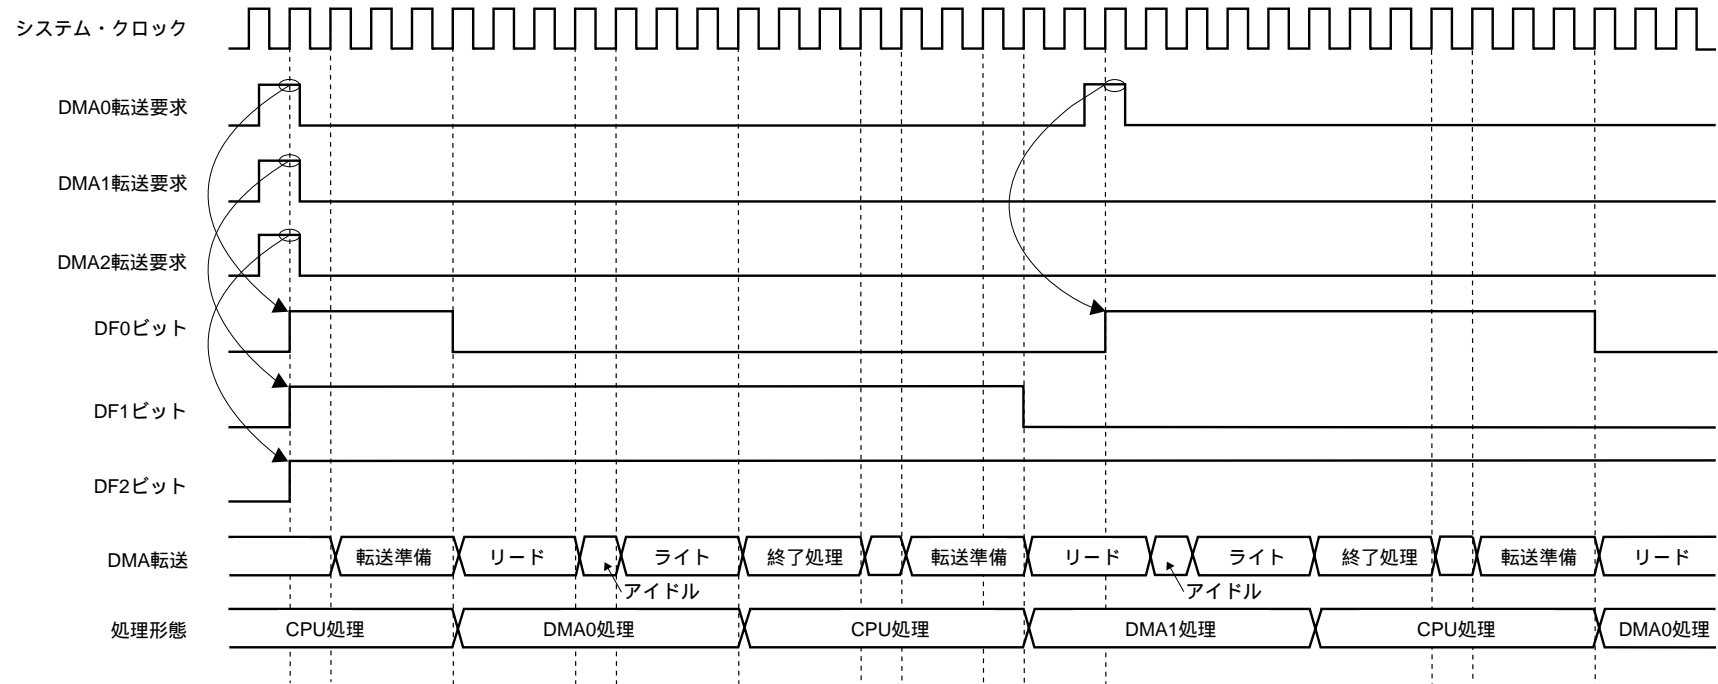 システム・クロック
DMA0転送要求
DMA1転送要求
DMA2転送要求
DF0ビット
DF1ビット
DF2ビット
DMA転送 転送準備 リード ライト 終了処理 転送準備 リード ライト 終了処理 転送準備 リード
アイドル アイドル
処理形態 CPU処理 DMA0処理 CPU処理 DMA1処理 CPU処理 DMA0処理